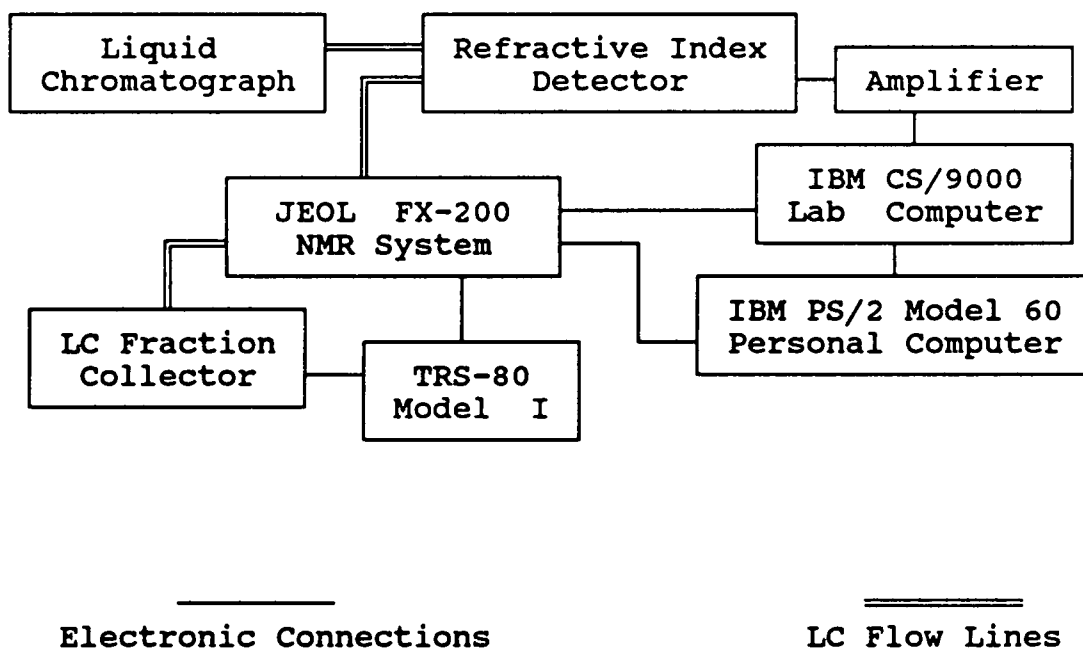 Liquid
Chromatograph
Refractive Index
Detector
Amplifier
IBM CS/9000
Lab Computer
JEOL FX-200
NMR System
IBM PS/2 Model 60
Personal Computer
LC Fraction
Collector
TRS-80
Model I
Electronic Connections
LC Flow Lines